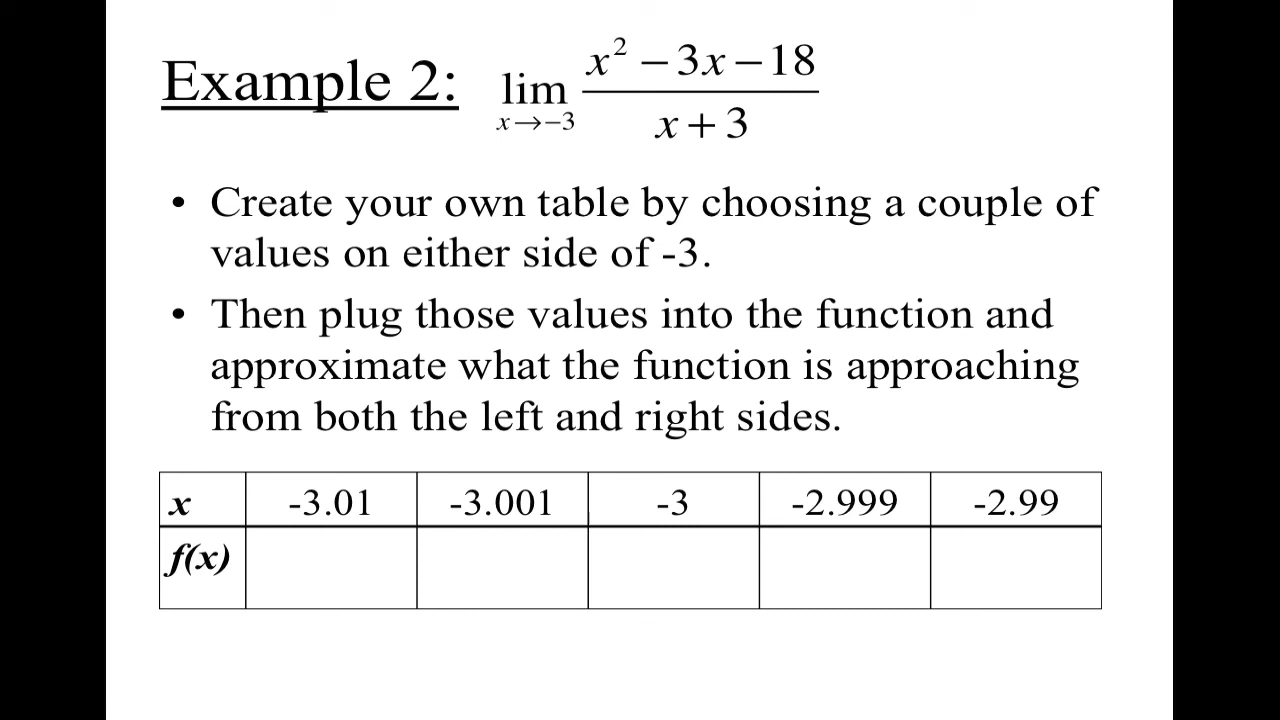 Example 2: lim x→−3 (x² − 3x − 18)/(x + 3)
• Create your own table by choosing a couple of
values on either side of -3.
• Then plug those values into the function and
approximate what the function is approaching
from both the left and right sides.
x -3.01 -3.001 -3 -2.999 -2.99
f(x)